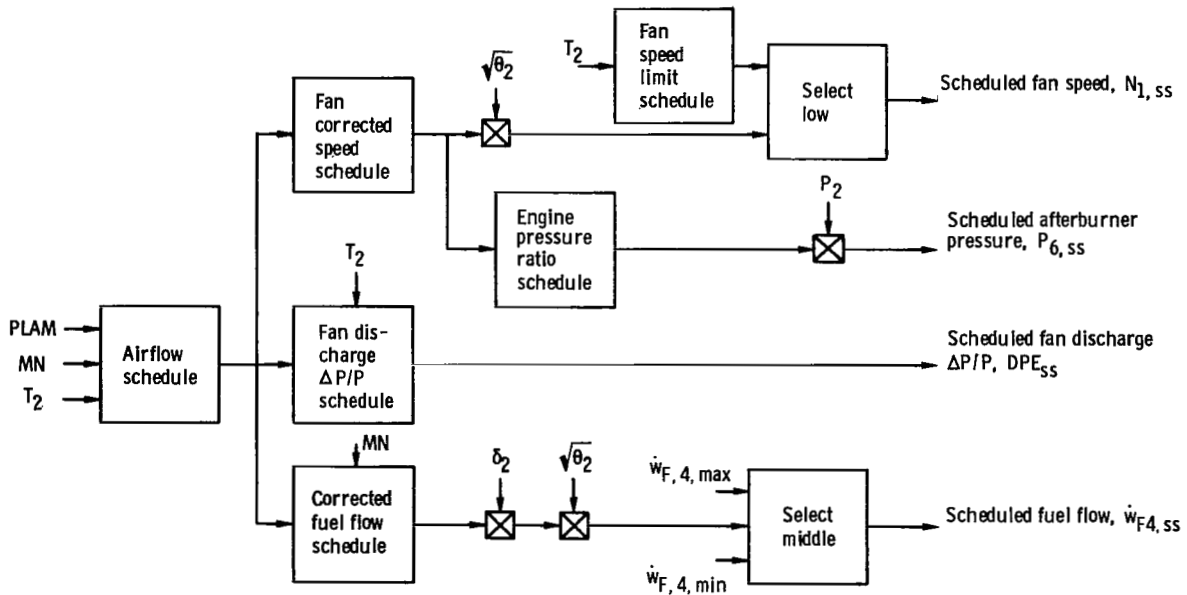 Fan
speed
limit
schedule
T2
Select
low
Scheduled fan speed, N1, ss
√θ2
Fan
corrected
speed
schedule
P2
Engine
pressure
ratio
schedule
Scheduled afterburner
pressure, P6, ss
T2
PLAM
MN
T2
Airflow
schedule
Fan dis-
charge
ΔP/P
schedule
Scheduled fan discharge
ΔP/P, DPEss
MN
Corrected
fuel flow
schedule
δ2
√θ2
ẇF, 4, max
ẇF, 4, min
Select
middle
Scheduled fuel flow, ẇF4, ss